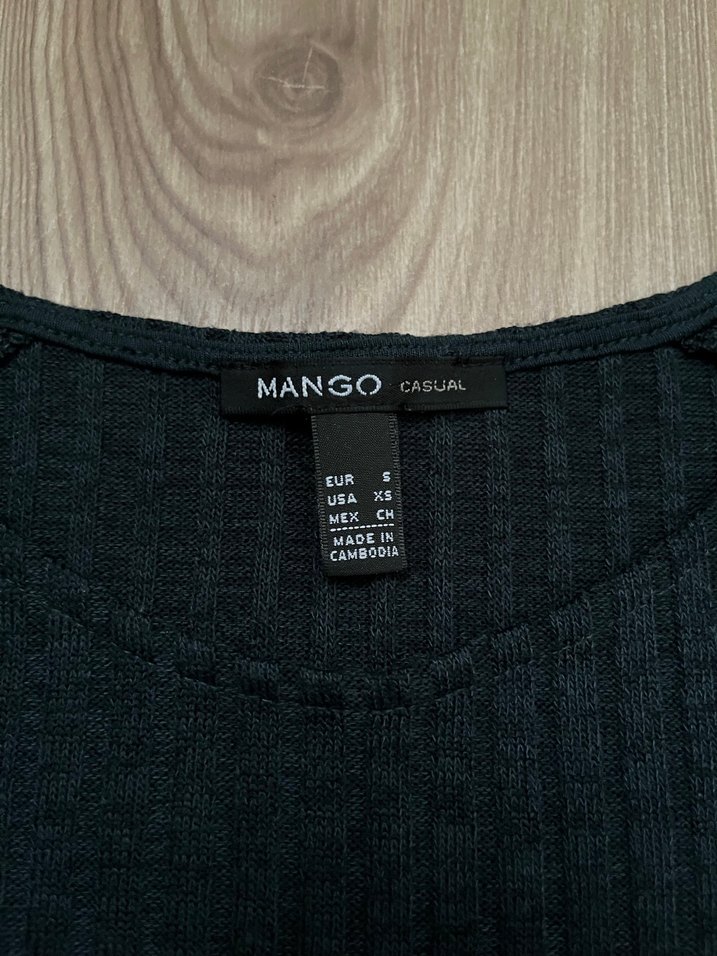 MANGO CASUAL
EUR S
USA XS
MEX CH
MADE IN
CAMBODIA